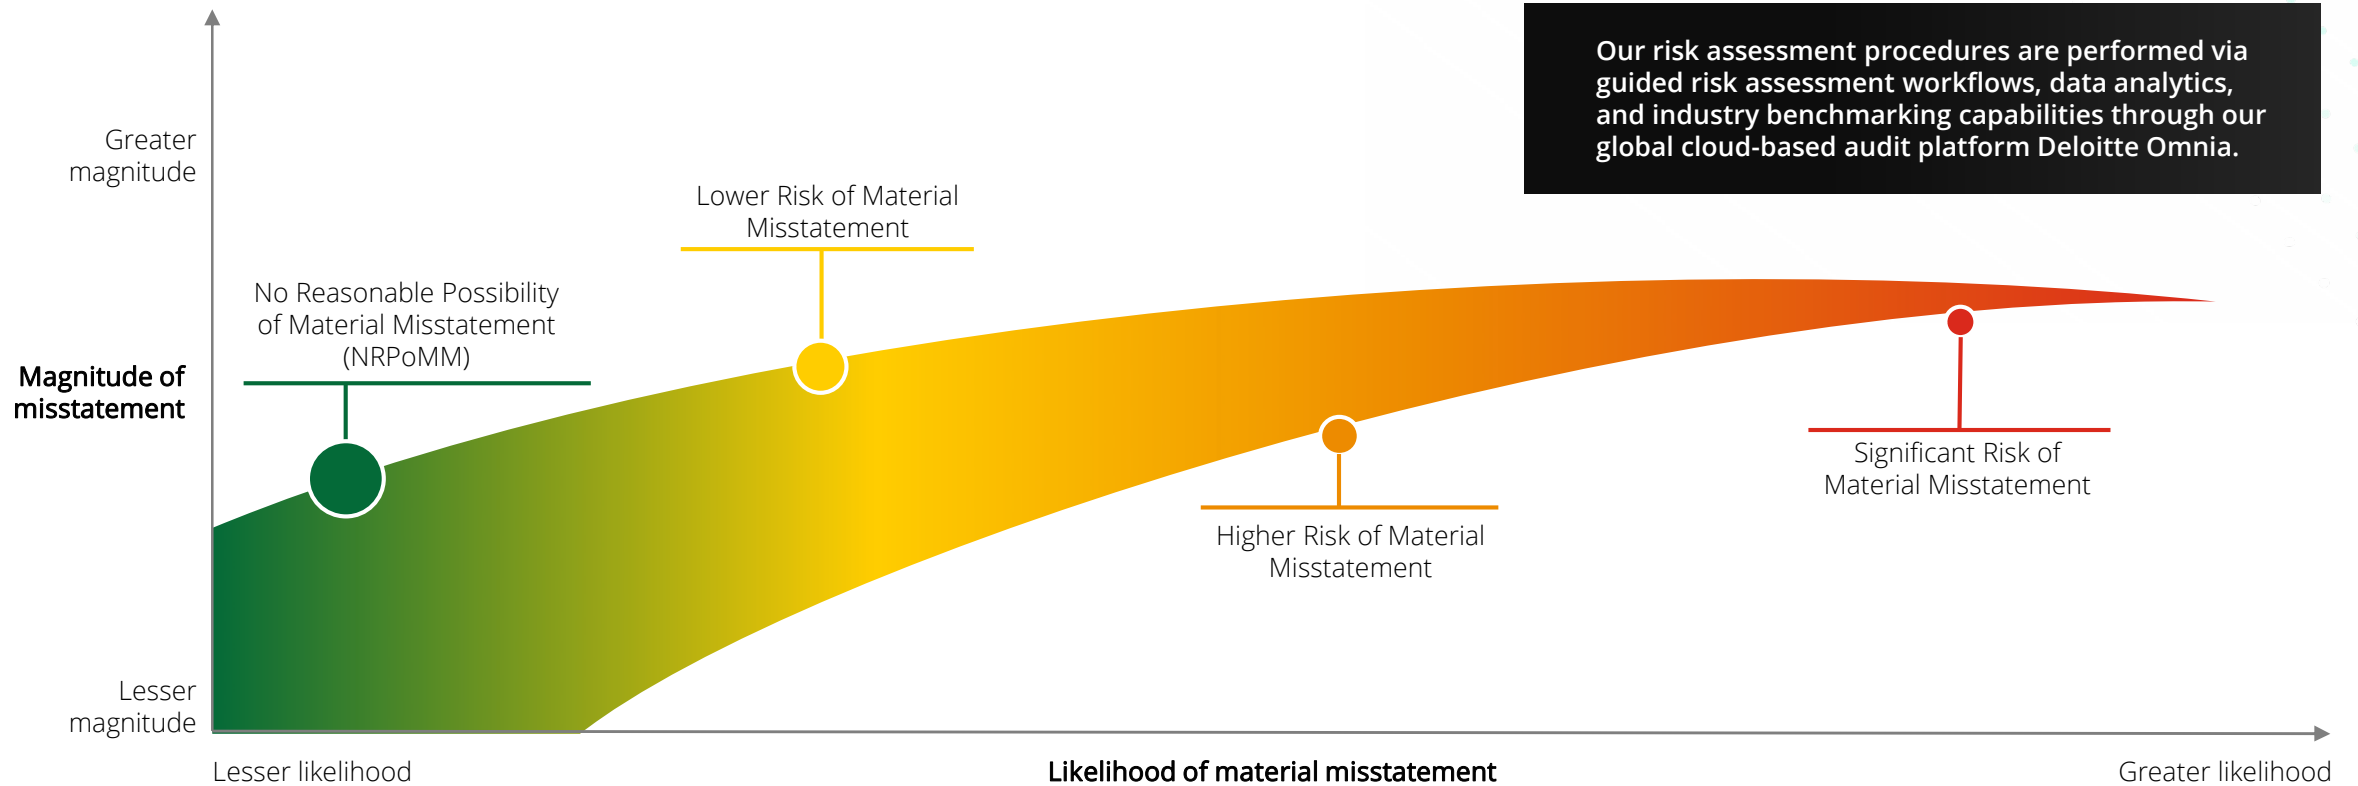 Our risk assessment procedures are performed via
guided risk assessment workflows, data analytics,
and industry benchmarking capabilities through our
global cloud-based audit platform Deloitte Omnia.
Greater
magnitude
Lower Risk of Material
Misstatement
No Reasonable Possibility
of Material Misstatement
(NRPoMM)
Magnitude of
misstatement
Significant Risk of
Material Misstatement
Higher Risk of Material
Misstatement
Lesser
magnitude
Lesser likelihood
Likelihood of material misstatement
Greater likelihood